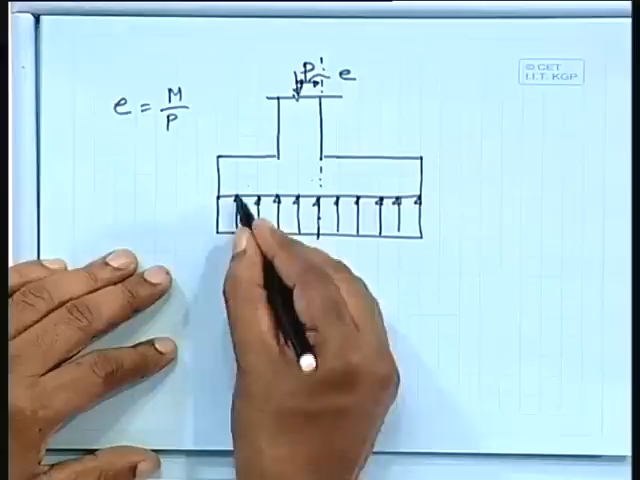 P e
e = M/P
© CET
I.I.T. KGP